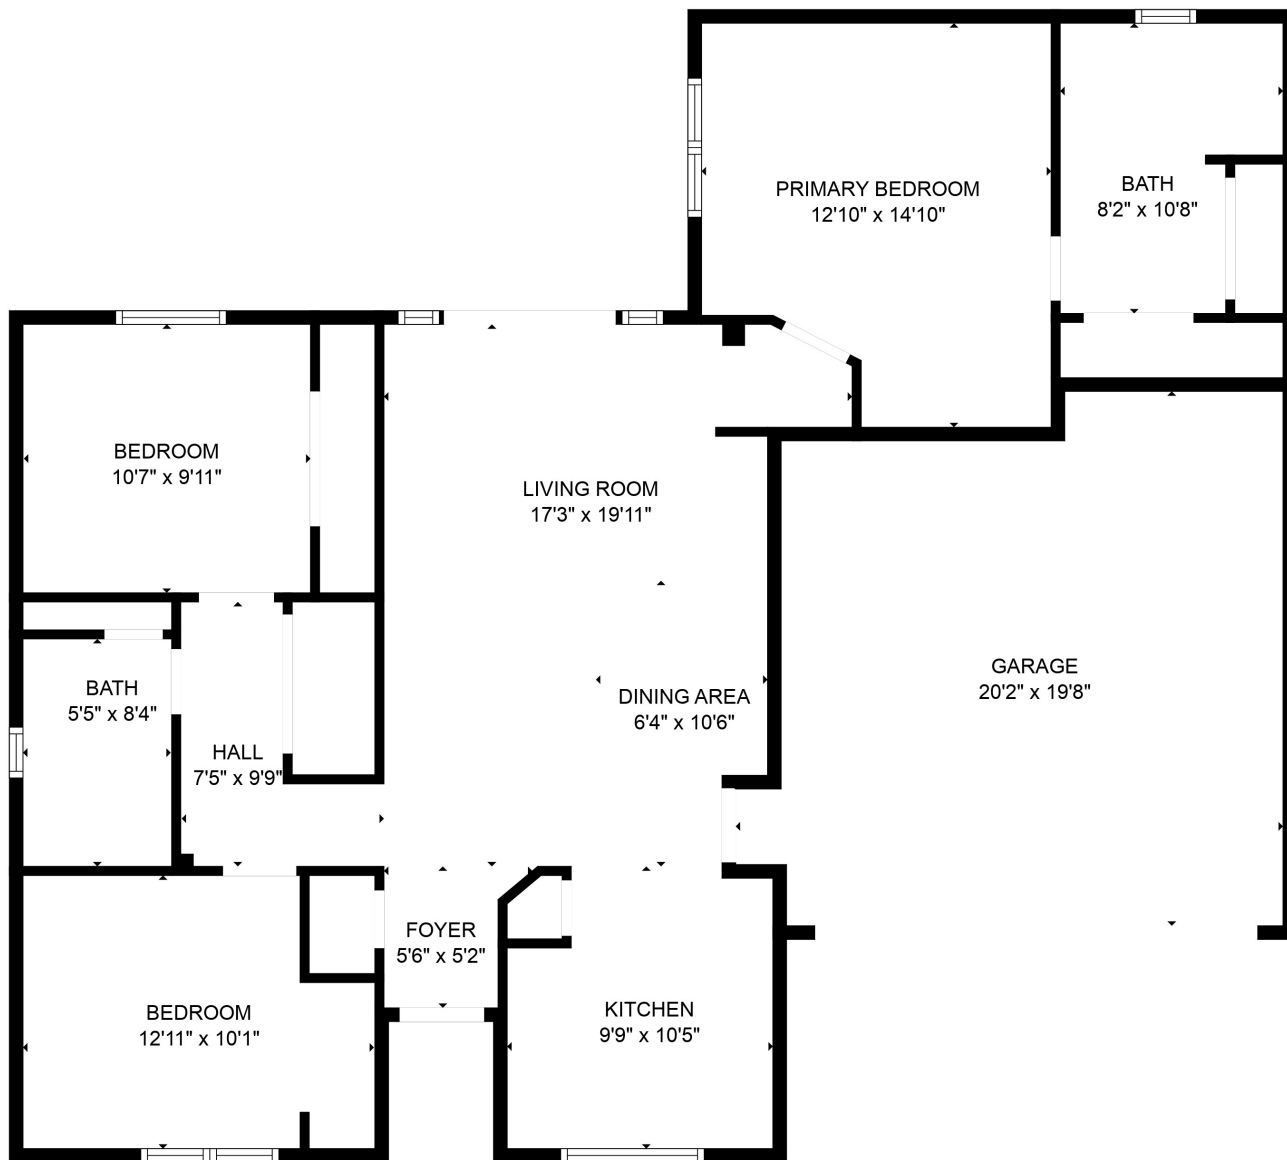 PRIMARY BEDROOM
12'10" x 14'10"
BATH
8'2" x 10'8"
BEDROOM
10'7" x 9'11"
LIVING ROOM
17'3" x 19'11"
GARAGE
20'2" x 19'8"
BATH
5'5" x 8'4"
DINING AREA
6'4" x 10'6"
HALL
7'5" x 9'9"
FOYER
5'6" x 5'2"
BEDROOM
12'11" x 10'1"
KITCHEN
9'9" x 10'5"